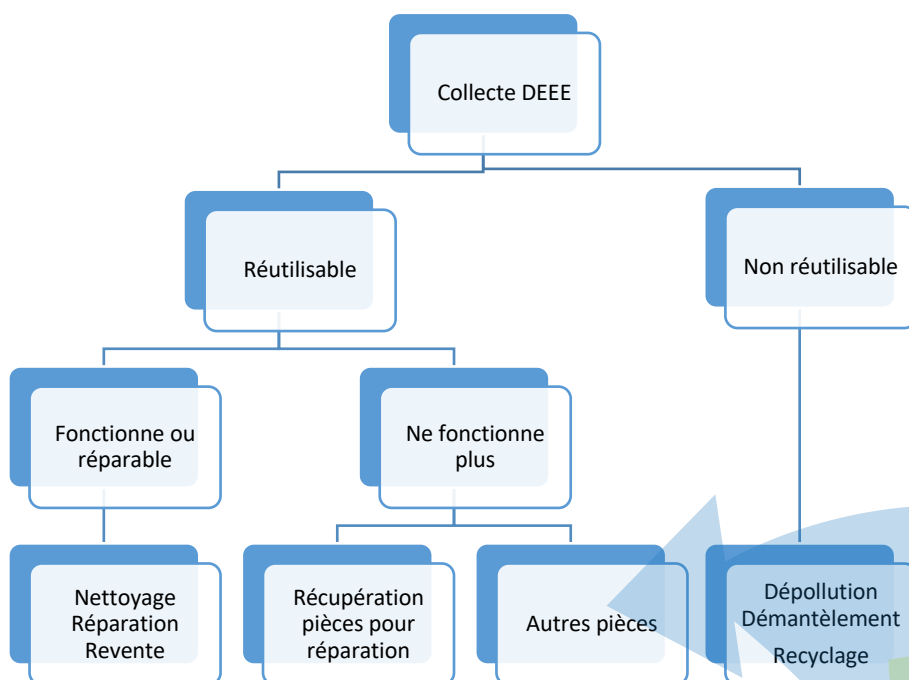 Collecte DEEE
Réutilisable
Non réutilisable
Fonctionne ou
réparable
Ne fonctionne
plus
Nettoyage
Réparation
Revente
Récupération
pièces pour
réparation
Autres pièces
Dépollution
Démantèlement
Recyclage